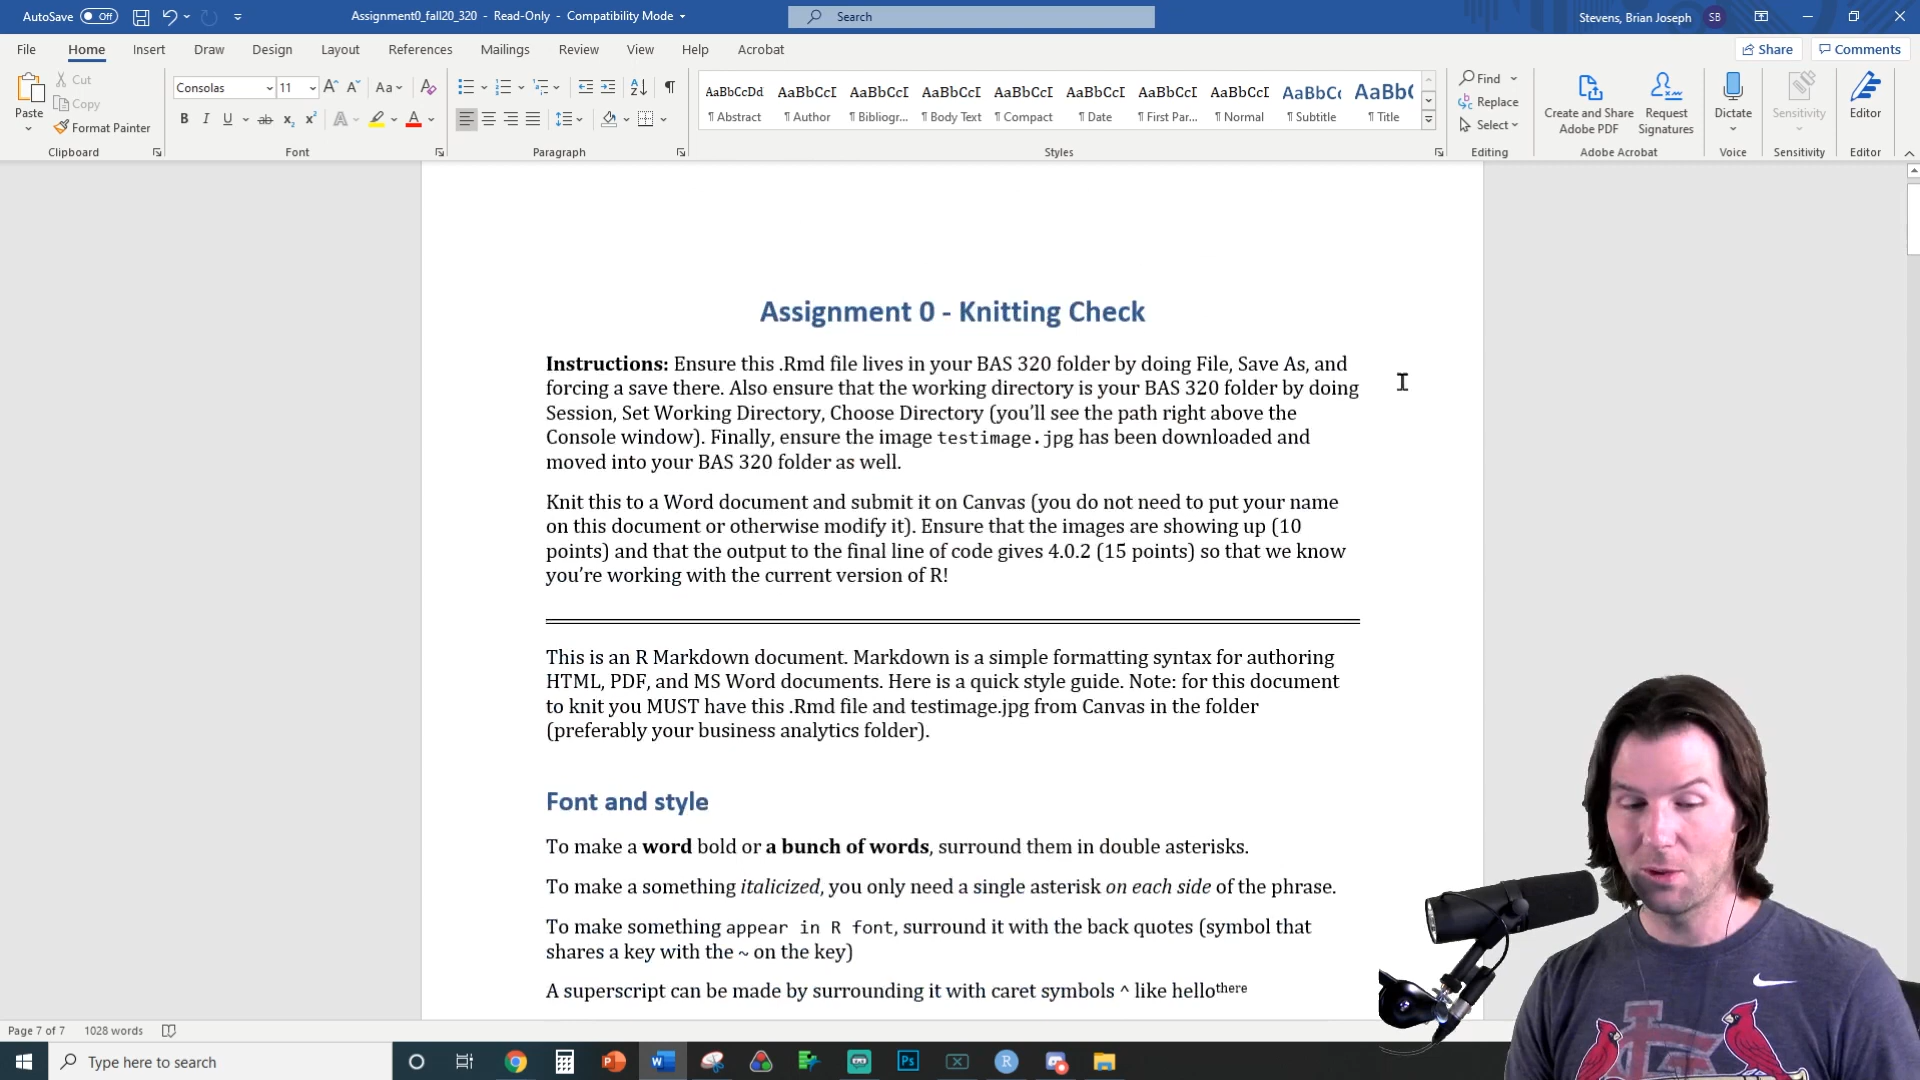 AutoSave Off Assignment0_fall20_320 - Read-Only - Compatibility Mode Search Stevens, Brian Joseph SB
File Home Insert Draw Design Layout References Mailings Review View Help Acrobat Share Comments
Paste Cut Copy Format Painter
Consolas 11 Aa
AaBbCcDd AaBbCcI AaBbCcI AaBbCcI AaBbCcI AaBbCcI AaBbCcI AaBbCcI AaBbCc AaBb(
¶ Abstract ¶ Author ¶ Bibliogr... ¶ Body Text ¶ Compact ¶ Date ¶ First Par... ¶ Normal ¶ Subtitle ¶ Title
Find
Replace
Select
Create and Share Adobe PDF
Request Signatures
Dictate
Sensitivity
Editor
Clipboard Font Paragraph Styles Editing Adobe Acrobat Voice Sensitivity Editor
Assignment 0 - Knitting Check
Instructions: Ensure this .Rmd file lives in your BAS 320 folder by doing File, Save As, and
forcing a save there. Also ensure that the working directory is your BAS 320 folder by doing
Session, Set Working Directory, Choose Directory (you’ll see the path right above the
Console window). Finally, ensure the image testimage.jpg has been downloaded and
moved into your BAS 320 folder as well.
Knit this to a Word document and submit it on Canvas (you do not need to put your name
on this document or otherwise modify it). Ensure that the images are showing up (10
points) and that the output to the final line of code gives 4.0.2 (15 points) so that we know
you’re working with the current version of R!
This is an R Markdown document. Markdown is a simple formatting syntax for authoring
HTML, PDF, and MS Word documents. Here is a quick style guide. Note: for this document
to knit you MUST have this .Rmd file and testimage.jpg from Canvas in the folder
(preferably your business analytics folder).
Font and style
To make a word bold or a bunch of words, surround them in double asterisks.
To make a something italicized, you only need a single asterisk on each side of the phrase.
To make something appear in R font, surround it with the back quotes (symbol that
shares a key with the ~ on the key)
A superscript can be made by surrounding it with caret symbols ^ like hellothere
Page 7 of 7 1028 words
Type here to search